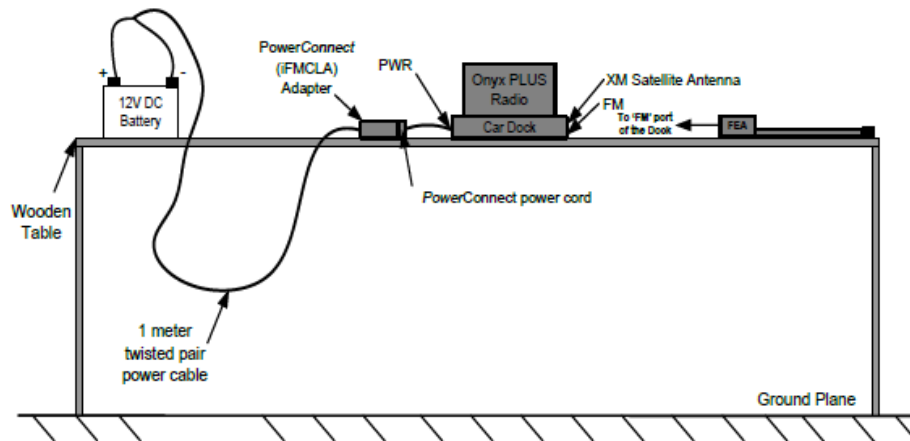 PowerConnect
(iFMCLA)
Adapter
PWR
Onyx PLUS
Radio
XM Satellite Antenna
FM
+
-
12V DC
Battery
Car Dock
To 'FM' port
of the Dook
FEA
PowerConnect power cord
Wooden
Table
1 meter
twisted pair
power cable
Ground Plane